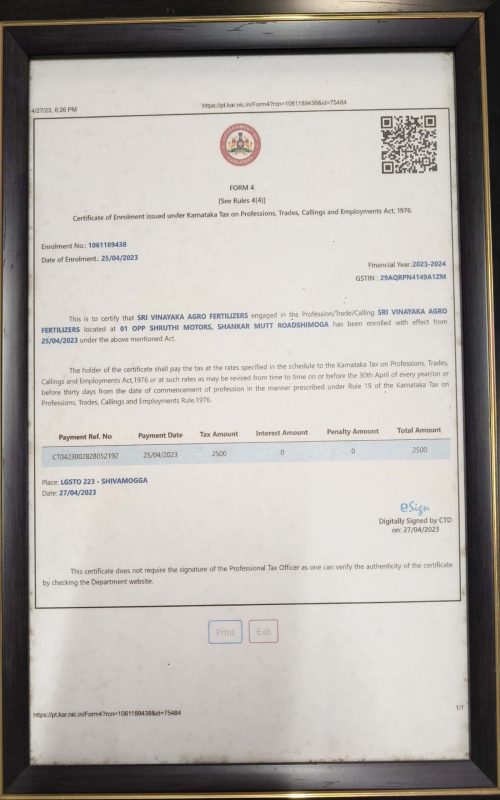 4/27/23, 6:26 PM
https://pt.kar.nic.in/Form4?rcn=1061189438&id=75484
FORM 4
[See Rules 4(4)]
Certificate of Enrolment issued under Karnataka Tax on Professions, Trades, Callings and Employments Act, 1976.
Enrolment No.: 1061189438
Date of Enrolment.: 25/04/2023
Financial Year.:2023-2024
GSTIN : 29AQRPN4149A1ZM
This is to certify that SRI VINAYAKA AGRO FERTILIZERS engaged in the Profession/Trade/Calling SRI VINAYAKA AGRO
FERTILIZERS located at 01 OPP SHRUTHI MOTORS, SHANKAR MUTT ROADSHIMOGA has been enrolled with effect from
25/04/2023 under the above mentioned Act.
The holder of the certificate shall pay the tax at the rates specified in the schedule to the Karnataka Tax on Professions, Trades,
Callings and Employments Act,1976 or at such rates as may be revised from time to time on or before the 30th April of every year/on or
before thirty days from the date of commencement of profession in the manner prescribed under Rule 19 of the Karnataka Tax on
Professions, Trades, Callings and Employments Rule,1976.
Payment Ref. No Payment Date Tax Amount Interest Amount Penalty Amount Total Amount
CT0423002828052192 25/04/2023 2500 0 0 2500
Place: LGSTO 223 - SHIVAMOGGA
Date: 27/04/2023
eSign
Digitally Signed by CTD
on: 27/04/2023
This certificate does not require the signature of the Professional Tax Officer as one can verify the authenticity of the certificate
by checking the Department website.
Print Exit
https://pt.kar.nic.in/Form4?rcn=1061189438&id=75484
1/1